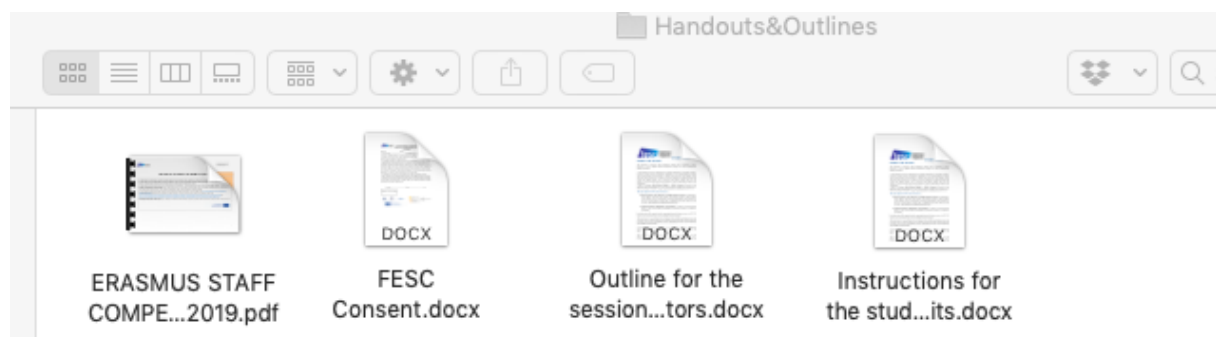 Handouts&Outlines
DOCX
DOCX
DOCX
ERASMUS STAFF
COMPE...2019.pdf
FESC
Consent.docx
Outline for the
session...tors.docx
Instructions for
the stud...its.docx